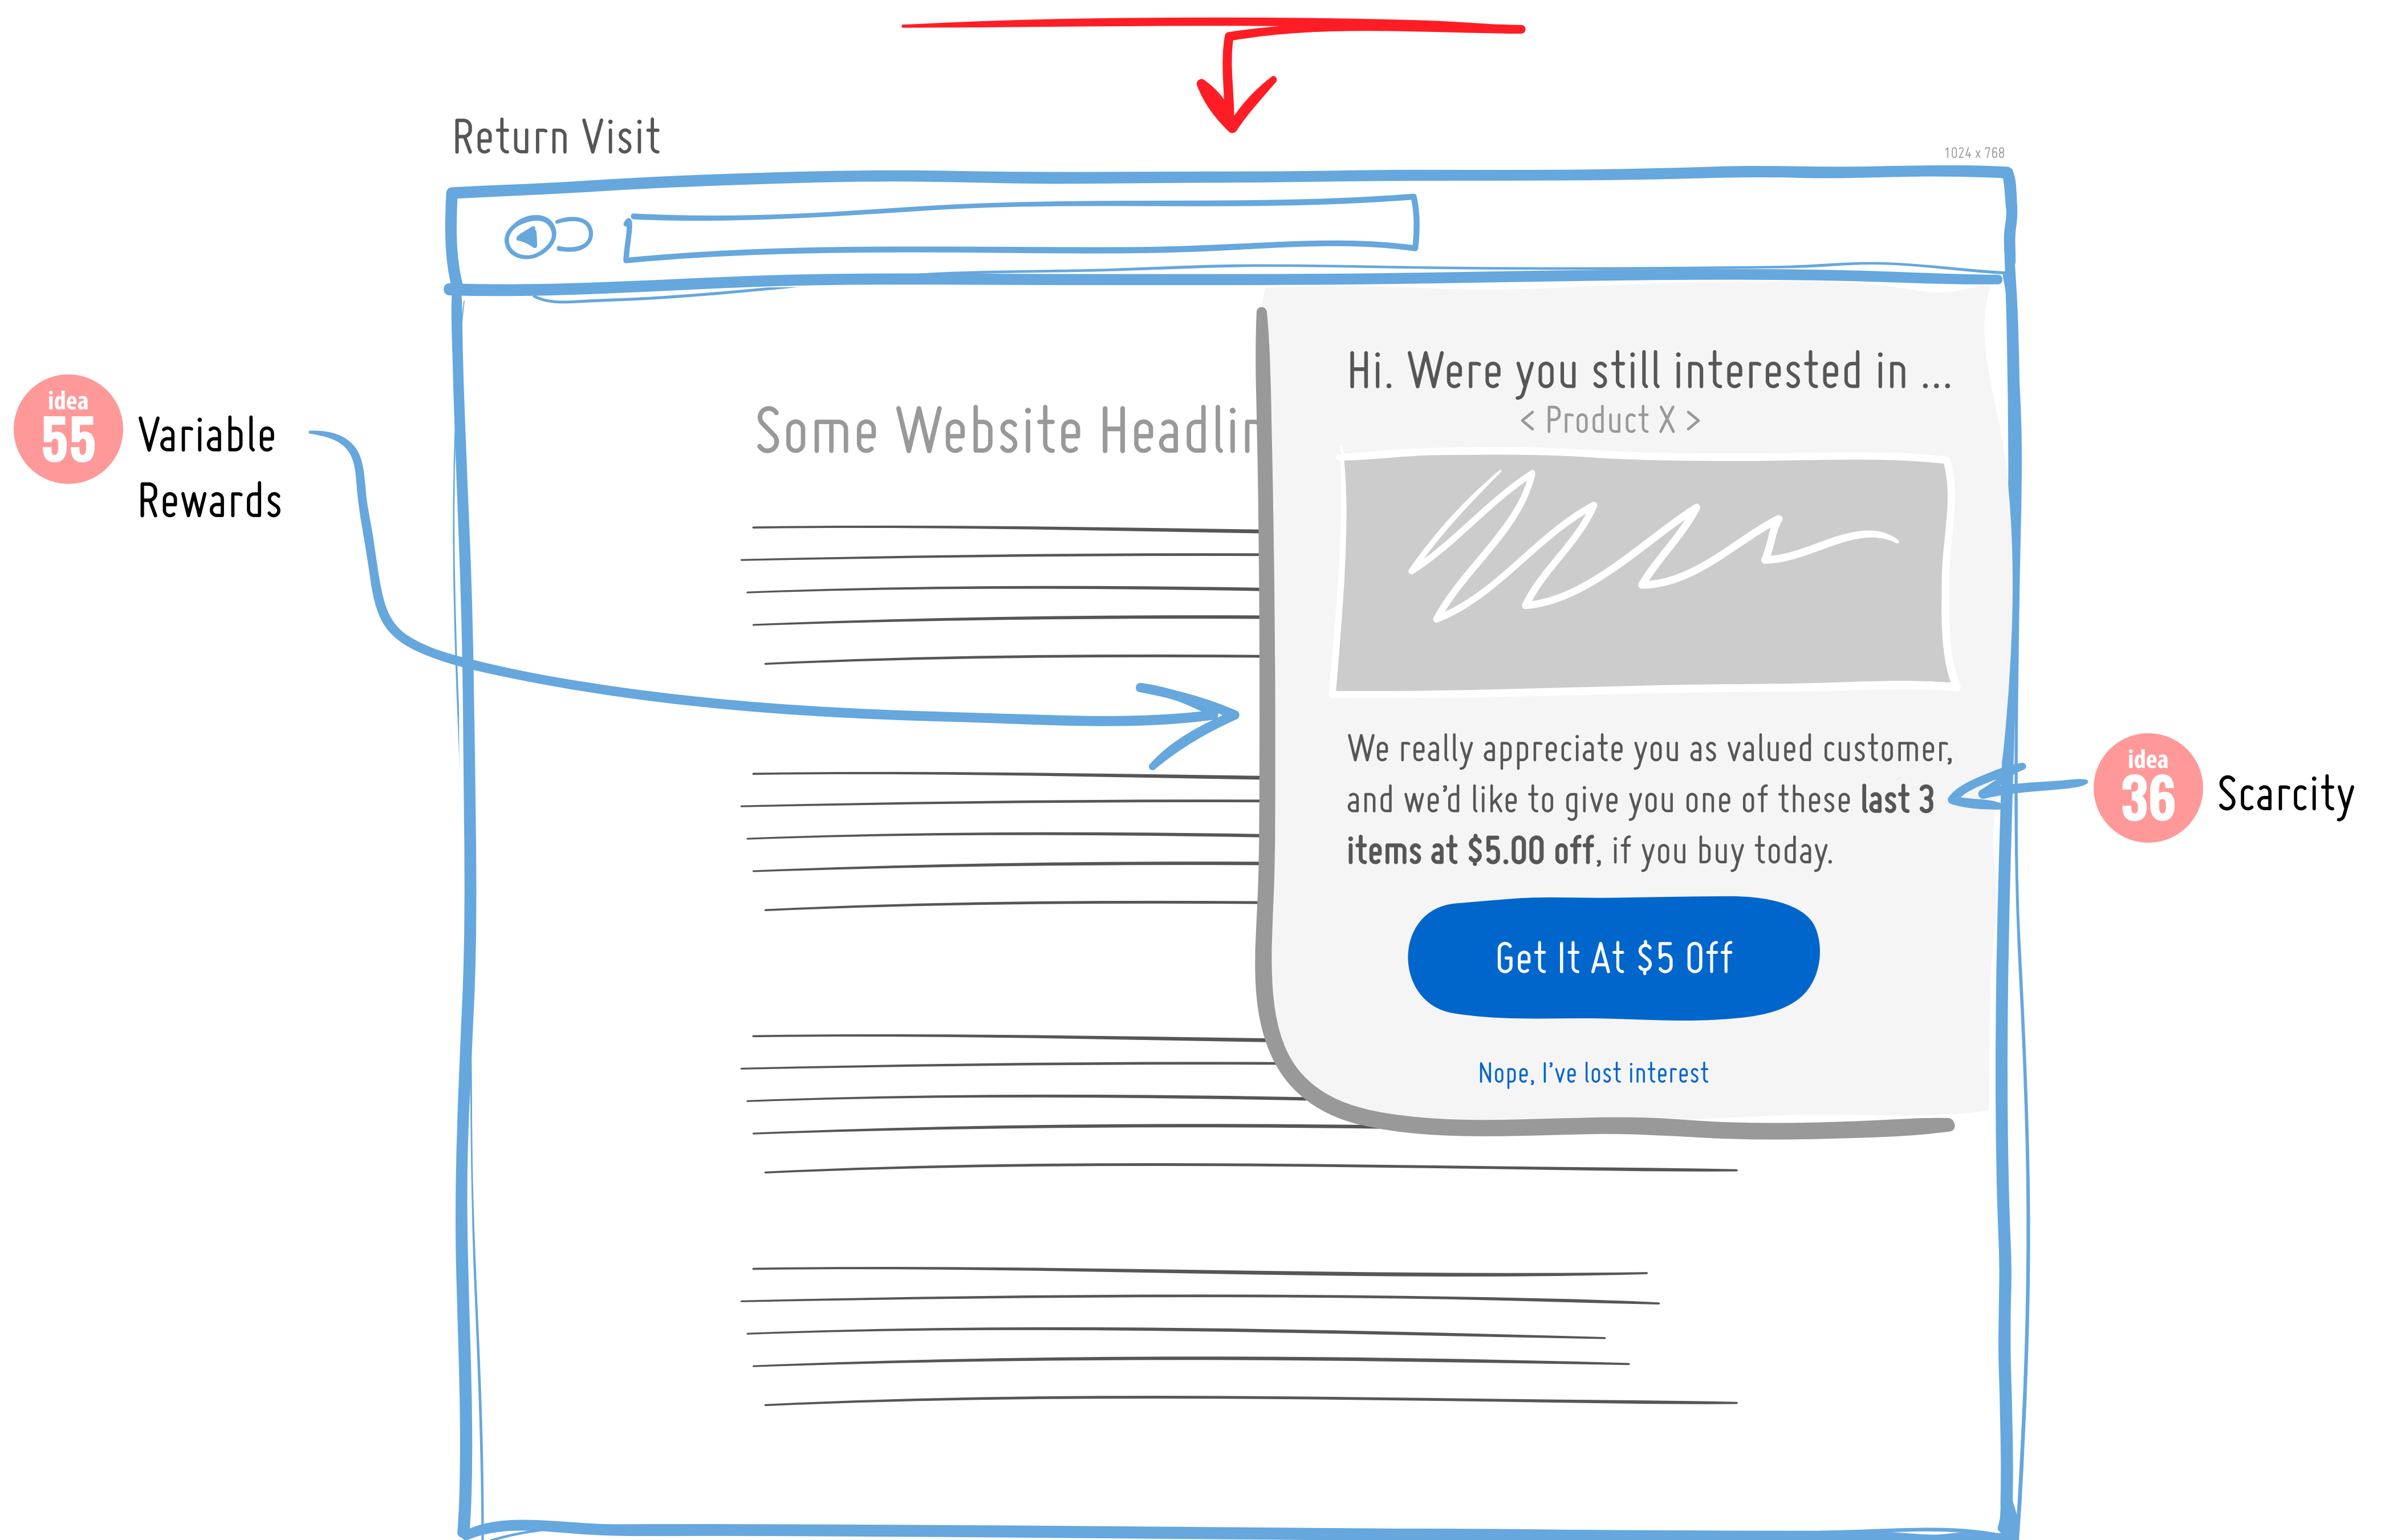 Return Visit
1024 x 768
idea
55
Variable
Rewards
Some Website Headlin
Hi. Were you still interested in ...
< Product X >
We really appreciate you as valued customer,
and we'd like to give you one of these last 3
items at $5.00 off, if you buy today.
Get It At $5 Off
Nope, I've lost interest
idea
36
Scarcity